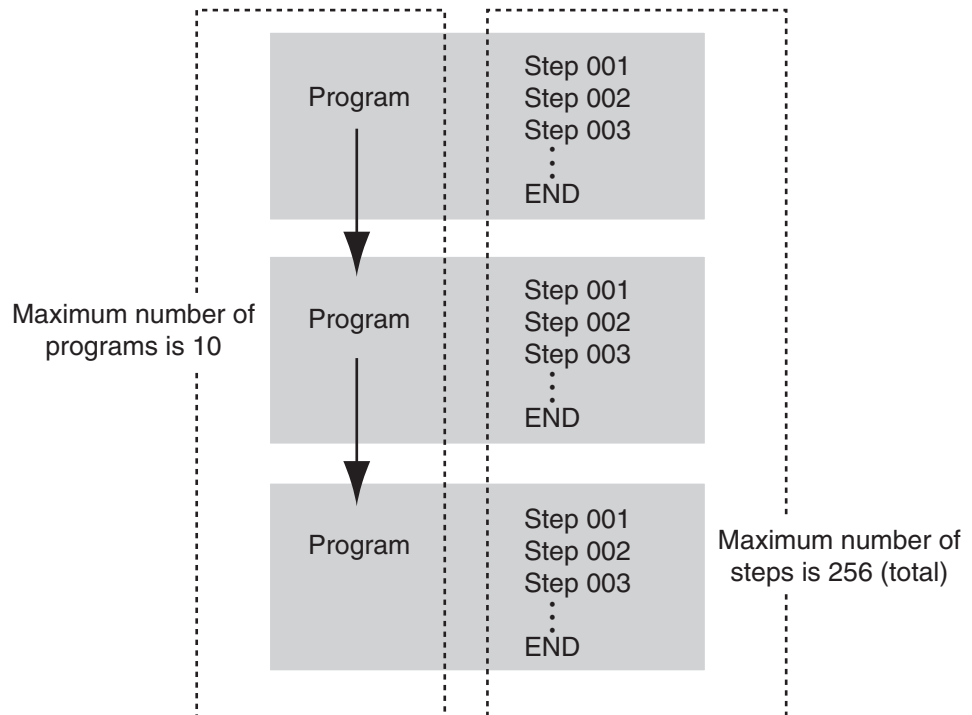 Program
Step 001
Step 002
Step 003
END
Maximum number of
programs is 10
Program
Step 001
Step 002
Step 003
END
Program
Step 001
Step 002
Step 003
END
Maximum number of
steps is 256 (total)